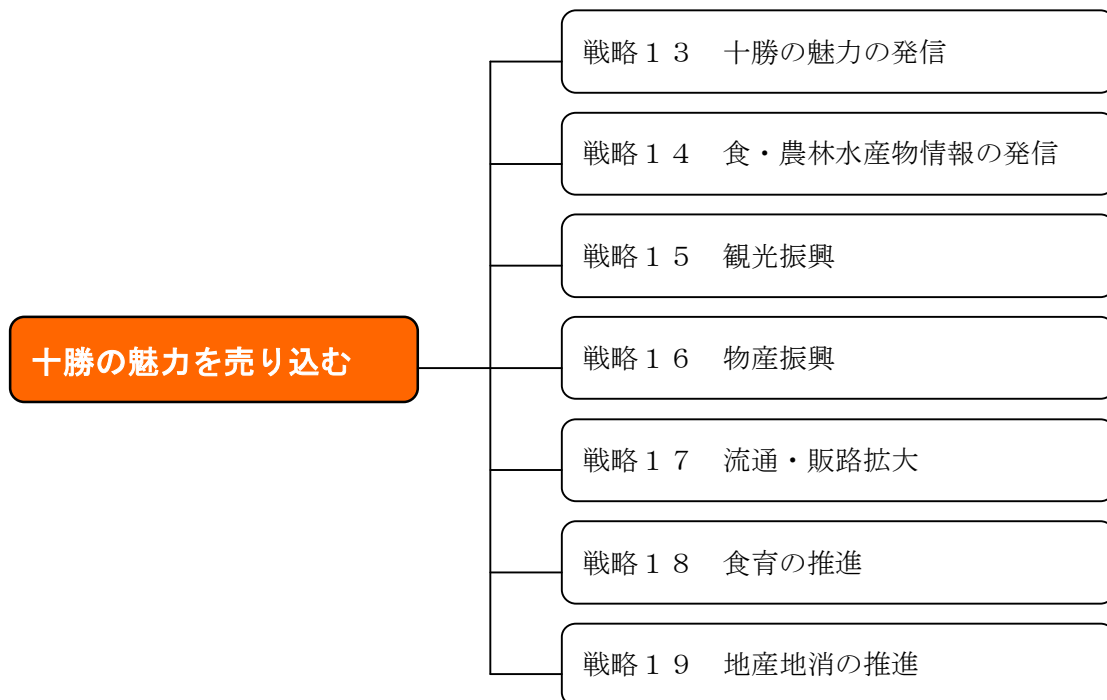 戦略１３　十勝の魅力の発信
戦略１４　食・農林水産物情報の発信
戦略１５　観光振興
十勝の魅力を売り込む
戦略１６　物産振興
戦略１７　流通・販路拡大
戦略１８　食育の推進
戦略１９　地産地消の推進